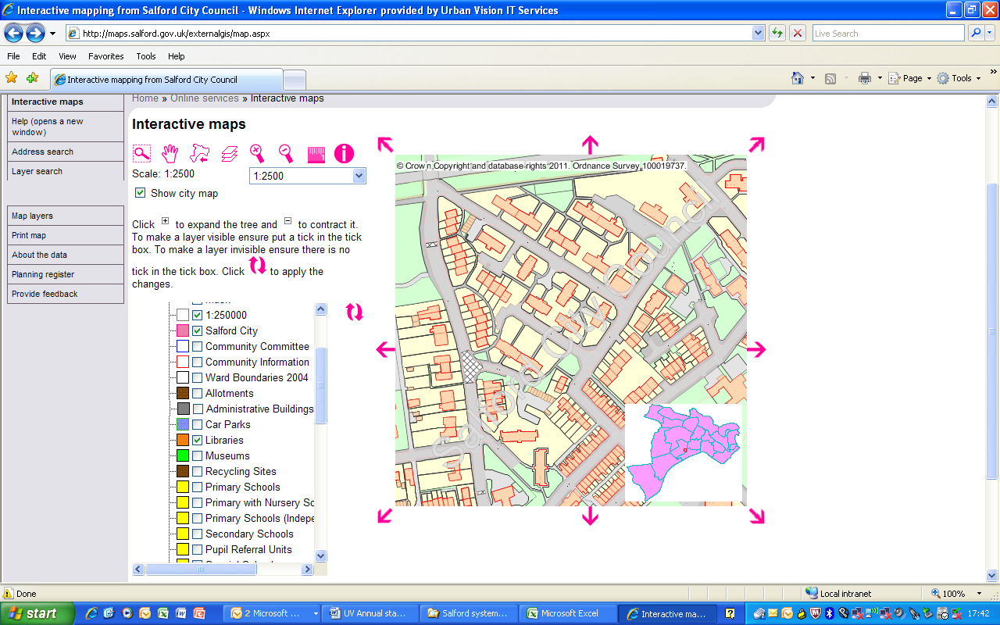 Interactive mapping from Salford City Council - Windows Internet Explorer provided by Urban Vision IT Services
http://maps.salford.gov.uk/externalgis/map.aspx
Live Search
File Edit View Favorites Tools Help
Interactive mapping from Salford City Council
Page Tools
Interactive maps
Help (opens a new
window)
Address search
Layer search
Map layers
Print map
About the data
Planning register
Provide feedback
Home » Online services » Interactive maps
Interactive maps
Scale: 1:2500
1:2500
Show city map
Click to expand the tree and to contract it.
To make a layer visible ensure put a tick in the tick
box. To make a layer invisible ensure there is no
tick in the tick box. Click to apply the
changes.
1:250000
Salford City
Community Committee
Community Information
Ward Boundaries 2004
Allotments
Administrative Buildings
Car Parks
Libraries
Museums
Recycling Sites
Primary Schools
Primary with Nursery Sc
Primary Schools (Indepe
Secondary Schools
Pupil Referral Units
© Crown Copyright and database rights 2011. Ordnance Survey 100019737.
Salford City Council
Done
Local intranet
100%
start
2 Microsoft ...
UV Annual sta...
Salford system...
Microsoft Excel
Interactive ma...
17:42